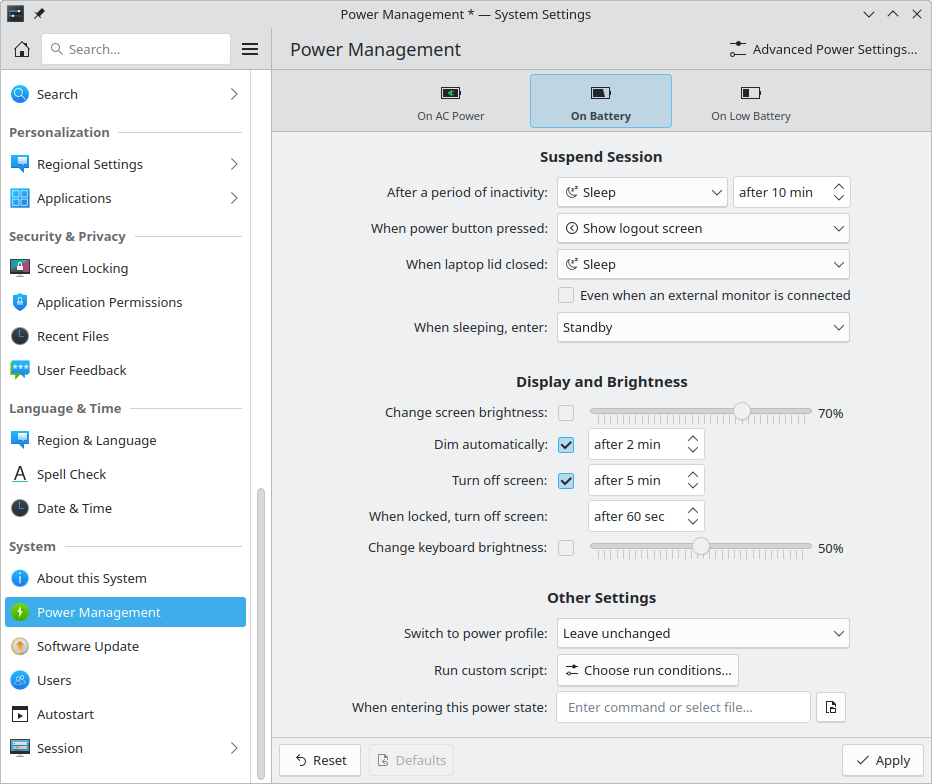 Power Management * — System Settings
Search...
Power Management
Advanced Power Settings...
Search
Personalization
Regional Settings
Applications
Security & Privacy
Screen Locking
Application Permissions
Recent Files
User Feedback
Language & Time
Region & Language
Spell Check
Date & Time
System
About this System
Power Management
Software Update
Users
Autostart
Session
On AC Power
On Battery
On Low Battery
Suspend Session
After a period of inactivity: Sleep after 10 min
When power button pressed: Show logout screen
When laptop lid closed: Sleep
Even when an external monitor is connected
When sleeping, enter: Standby
Display and Brightness
Change screen brightness: 70%
Dim automatically: after 2 min
Turn off screen: after 5 min
When locked, turn off screen: after 60 sec
Change keyboard brightness: 50%
Other Settings
Switch to power profile: Leave unchanged
Run custom script: Choose run conditions...
When entering this power state: Enter command or select file...
Reset
Defaults
Apply